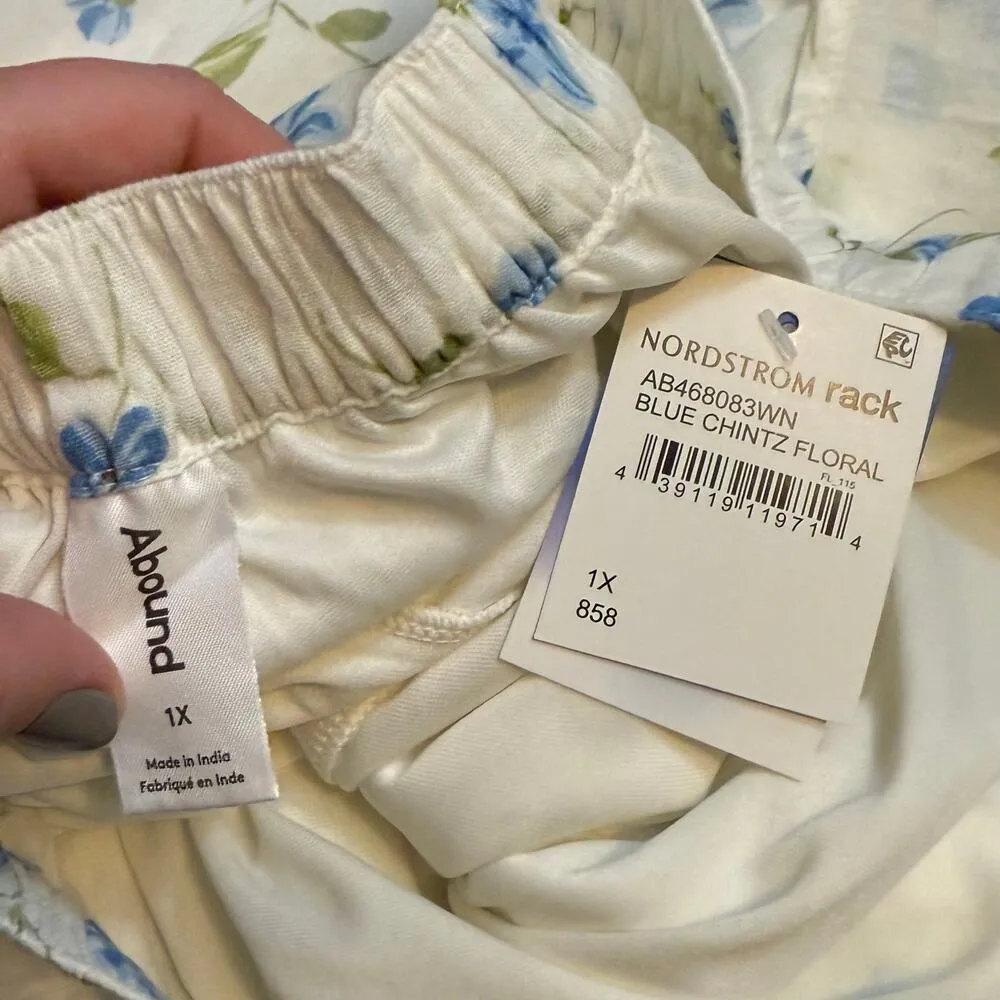 Abound
1X
Made in India
Fabriqué en Inde
NORDSTROM rack
AB468083WN
BLUE CHINTZ FLORAL
FL_115
4 39119 11971 4
1X
858